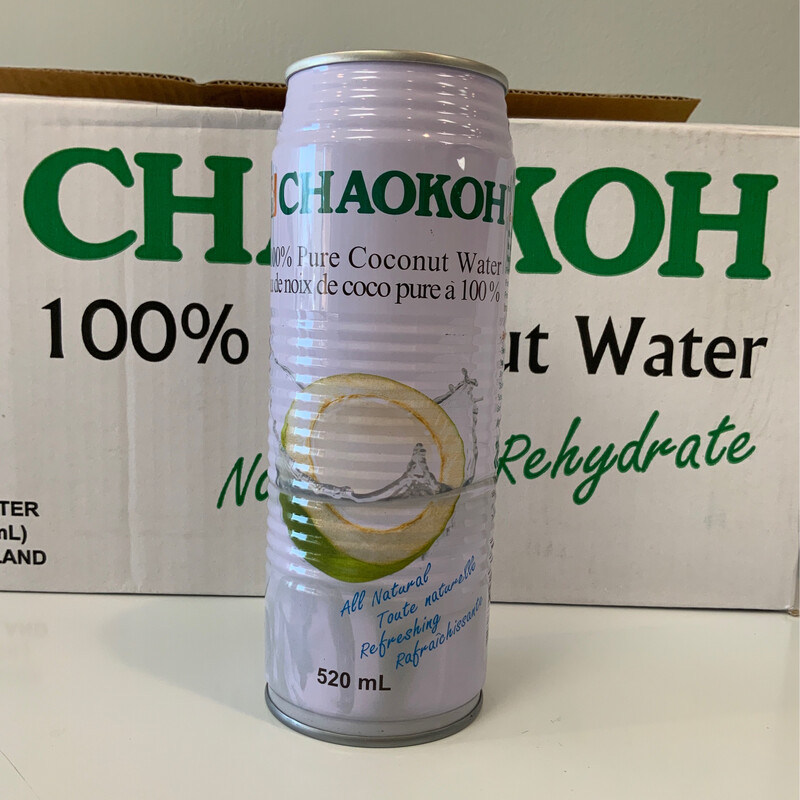 CHAOKOH
100% Pure Coconut Water
de noix de coco pure à 100%
All Natural
Toute naturelle
Refreshing
Rafraîchissante
520 mL
CHA KOH
100% ut Water
Rehydrate
TER
mL)
LAND